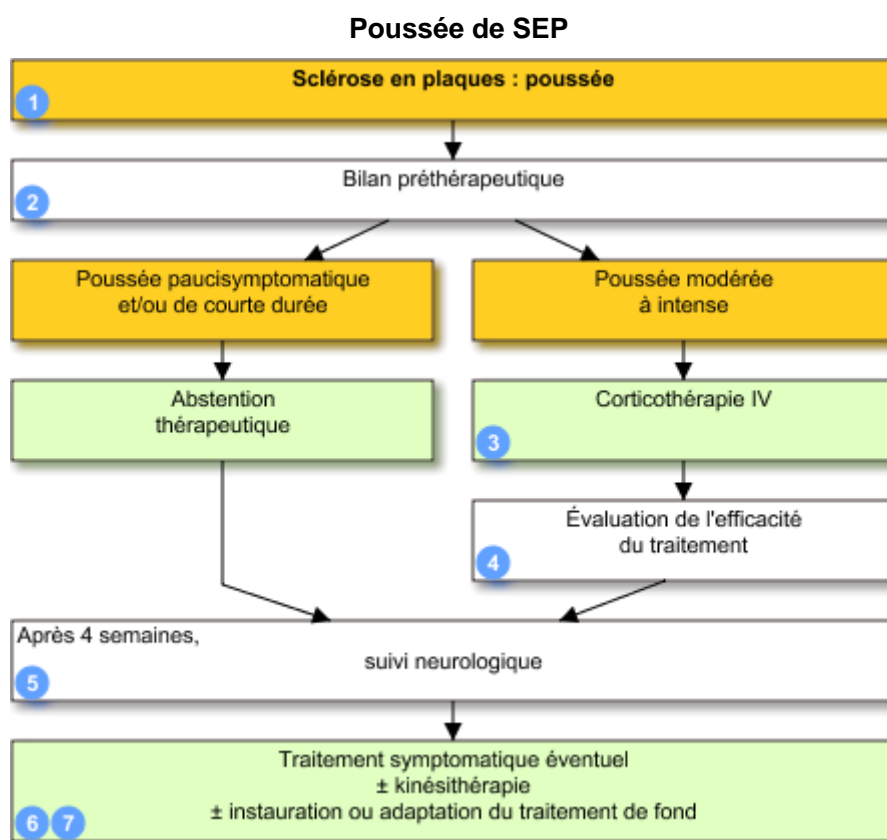 Poussée de SEP
Sclérose en plaques : poussée
1
Bilan préthérapeutique
2
Poussée paucisymptomatique
et/ou de courte durée
Poussée modérée
à intense
Abstention
thérapeutique
Corticothérapie IV
3
Évaluation de l'efficacité
du traitement
4
Après 4 semaines,
suivi neurologique
5
Traitement symptomatique éventuel
± kinésithérapie
± instauration ou adaptation du traitement de fond
6 7